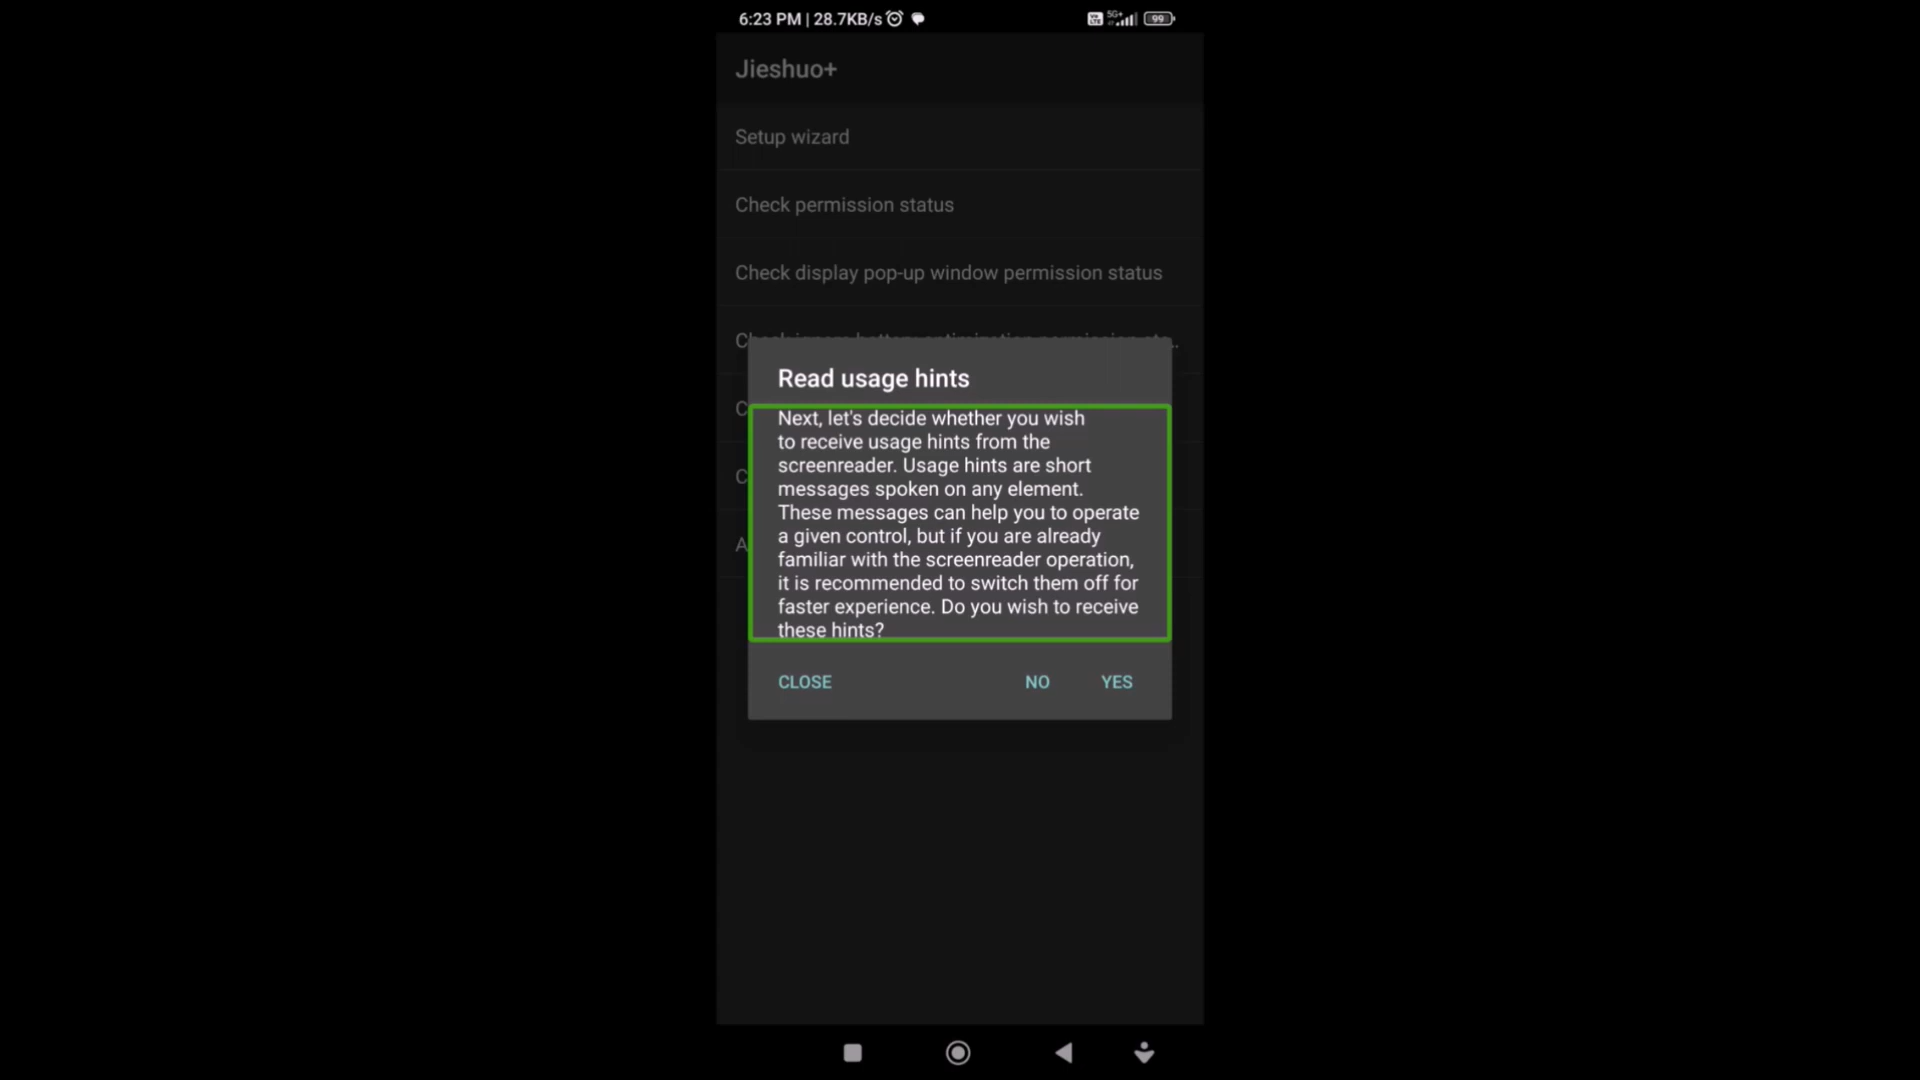 6:23 PM | 28.7KB/s
5G+
99
Jieshuo+
Setup wizard
Check permission status
Check display pop-up window permission status
Read usage hints
Next, let's decide whether you wish
to receive usage hints from the
screenreader. Usage hints are short
messages spoken on any element.
These messages can help you to operate
a given control, but if you are already
familiar with the screenreader operation,
it is recommended to switch them off for
faster experience. Do you wish to receive
these hints?
CLOSE
NO
YES